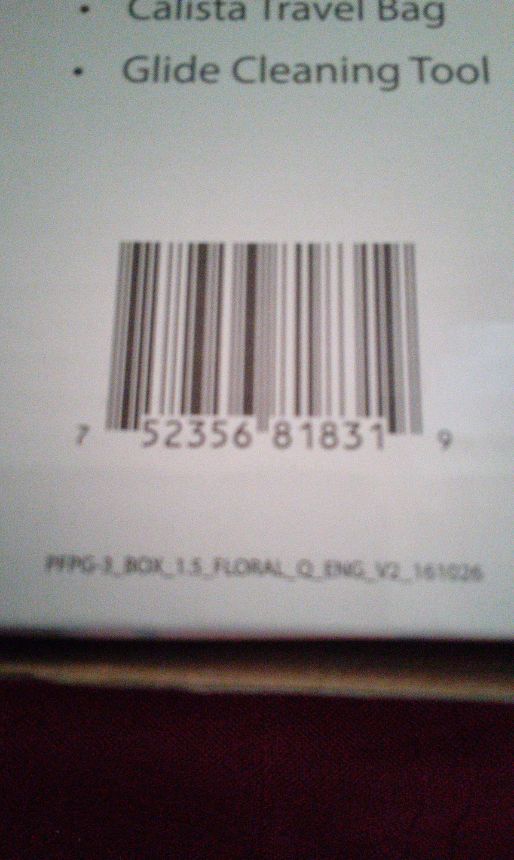 • Calista Travel Bag
• Glide Cleaning Tool
7 52356 81831 9
PFPG-3_BOX_1.5_FLORAL_Q_ENG_V2_161026